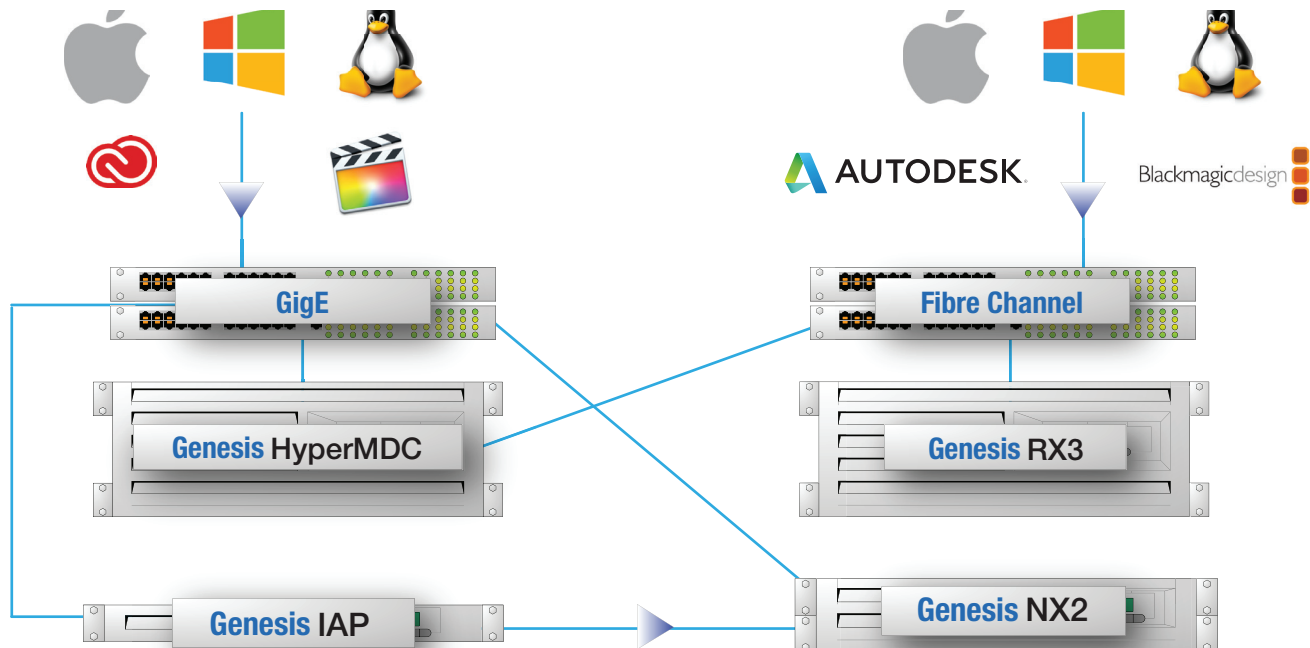 AUTODESK.
Blackmagicdesign
GigE
Fibre Channel
Genesis HyperMDC
Genesis RX3
Genesis IAP
Genesis NX2